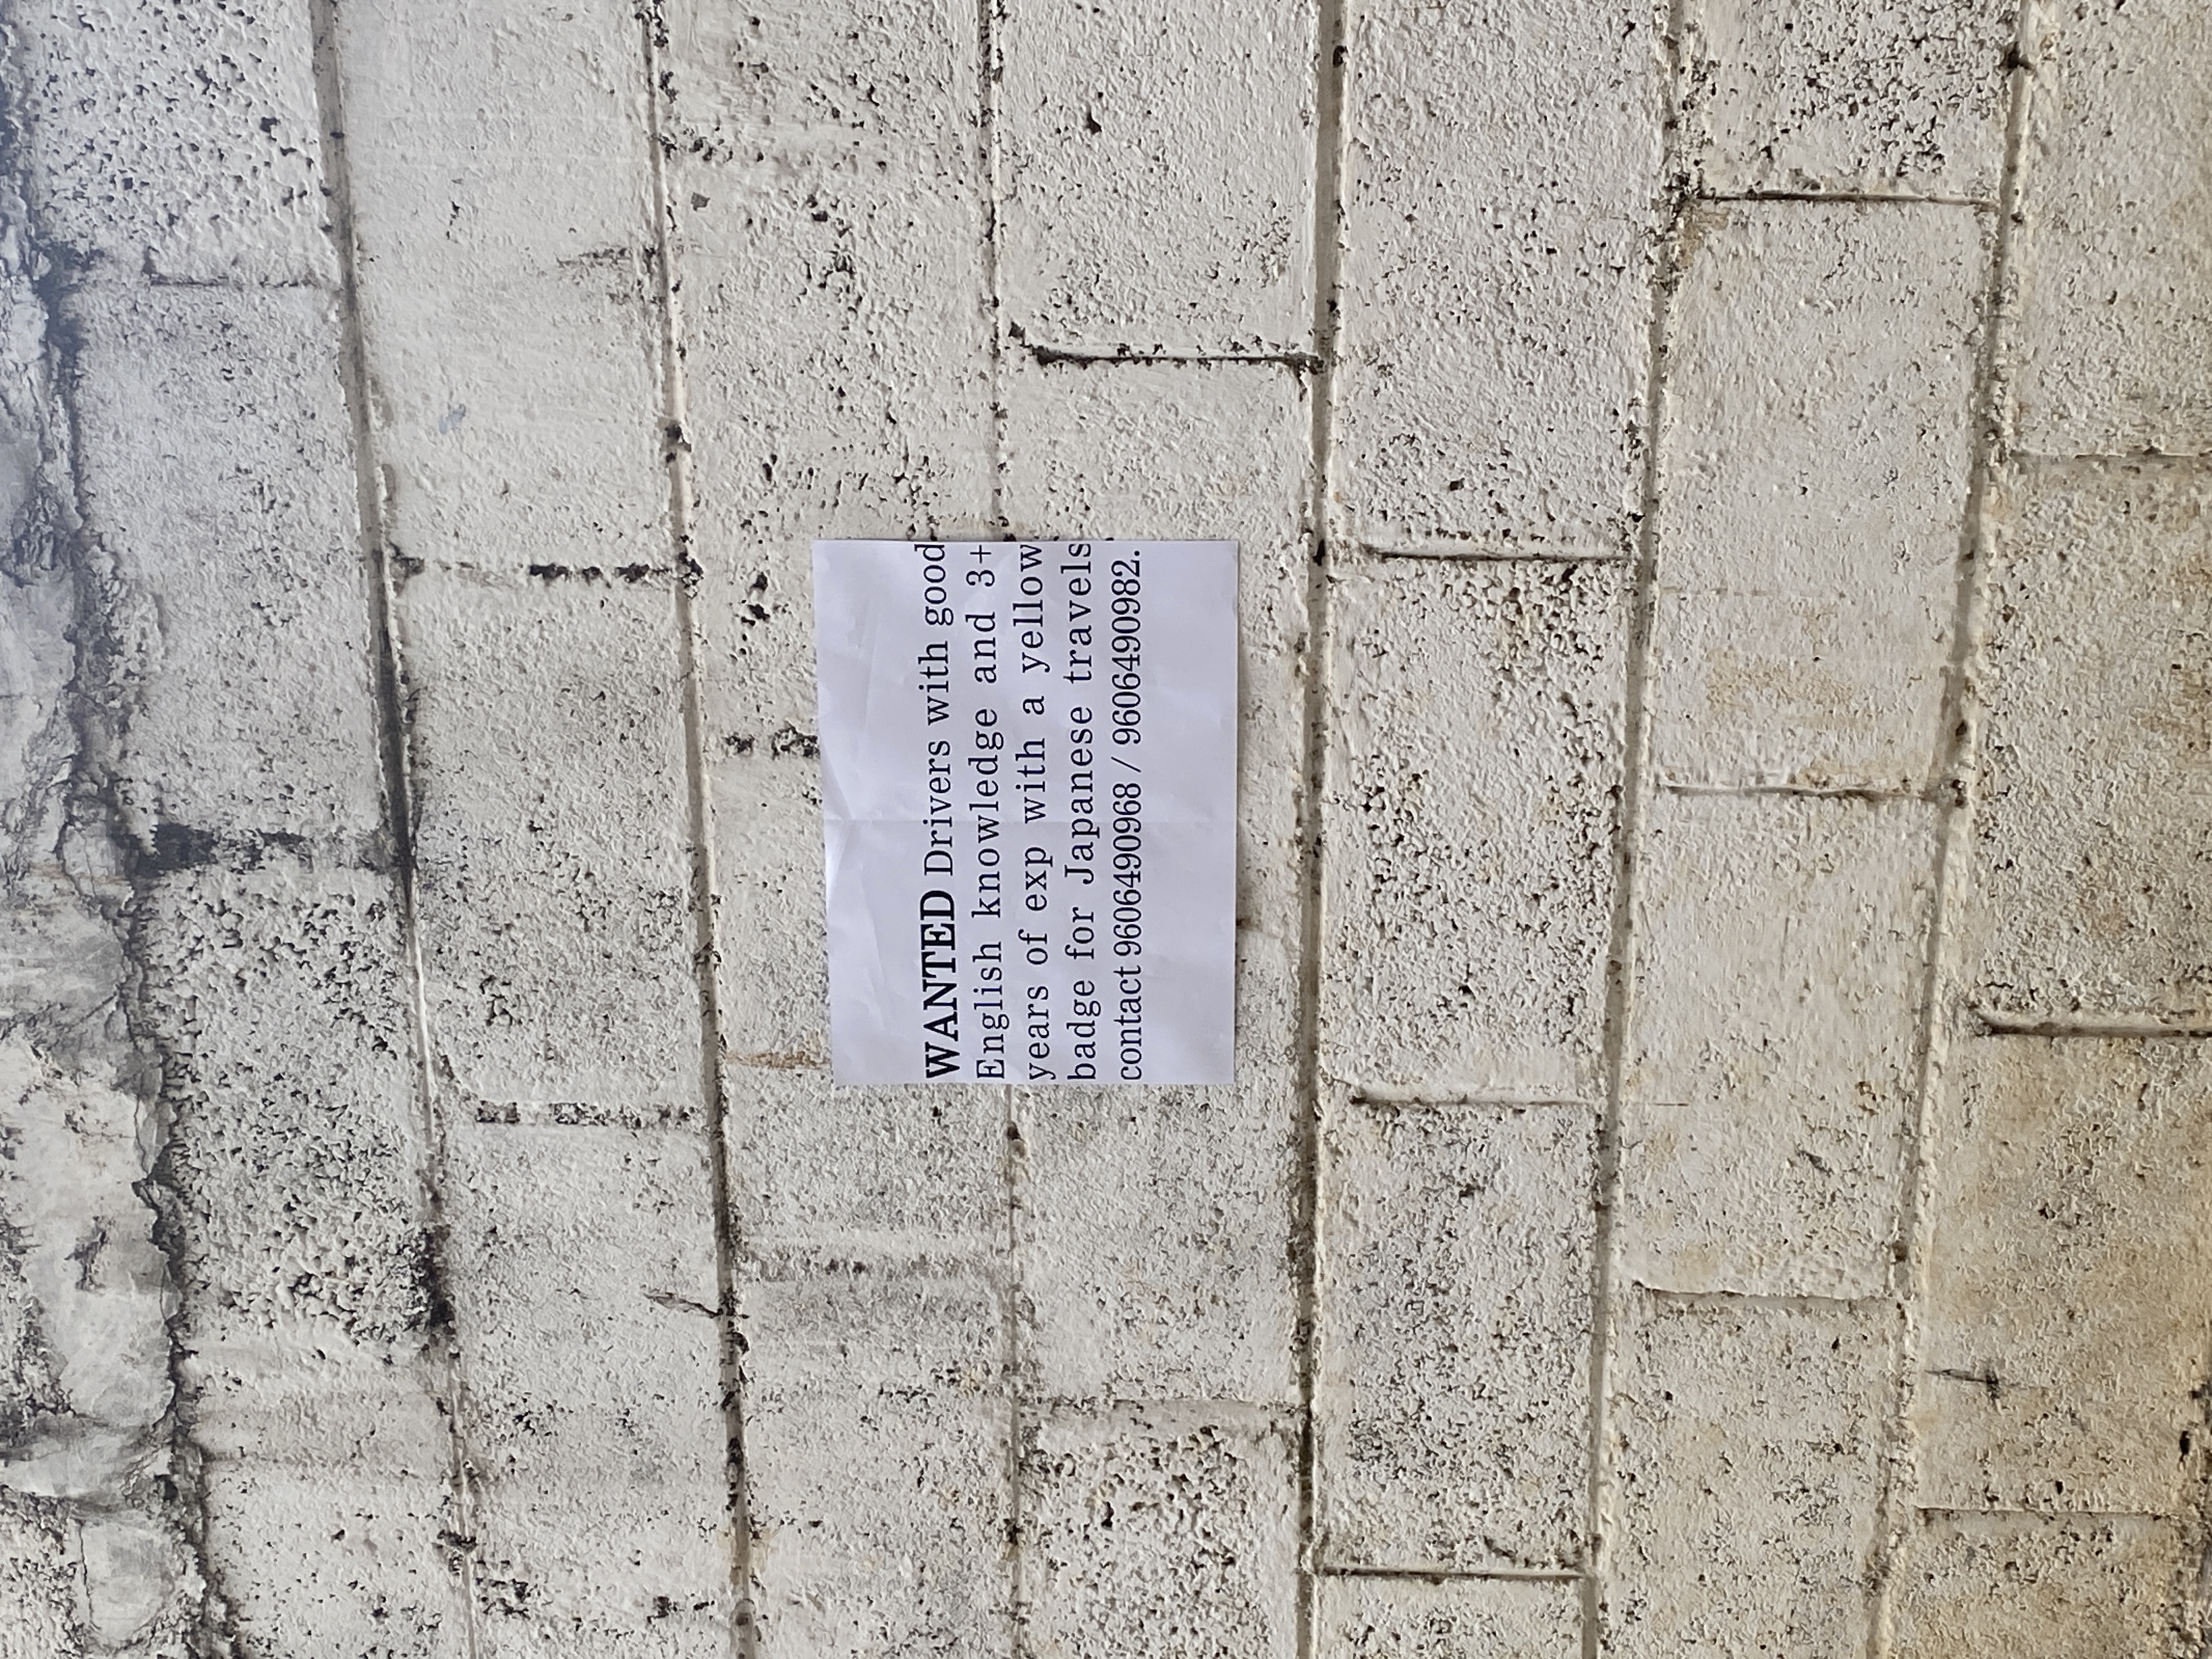 WANTED Drivers with good
English knowledge and 3+
years of exp with a yellow
badge for Japanese travels
contact 9606490968 / 9606490982.